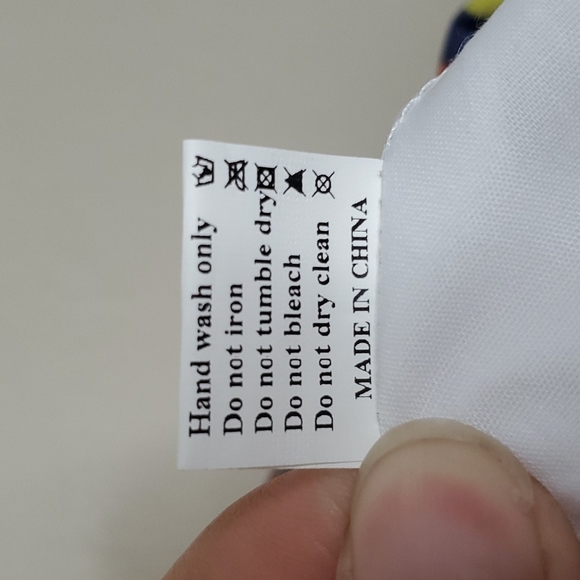 Hand wash only
Do not iron
Do not tumble dry
Do not bleach
Do not dry clean
MADE IN CHINA